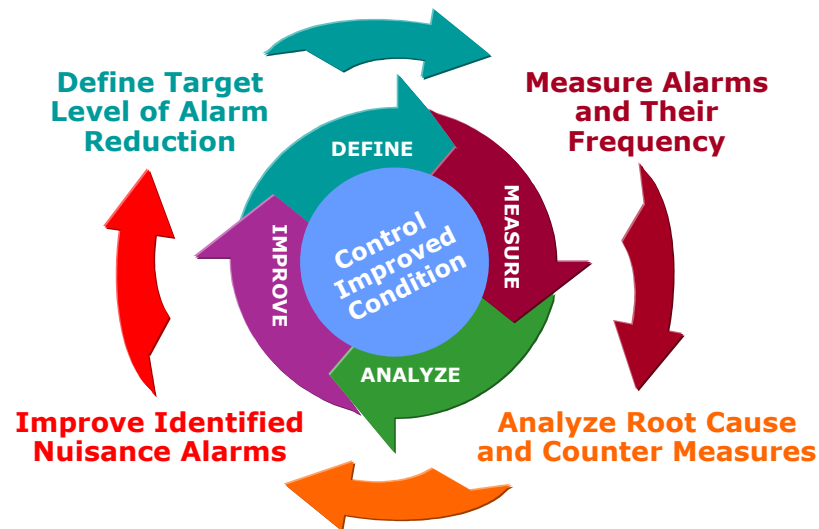 Define Target
Level of Alarm
Reduction
Measure Alarms
and Their
Frequency
DEFINE
MEASURE
IMPROVE
Control
Improved
Condition
ANALYZE
Improve Identified
Nuisance Alarms
Analyze Root Cause
and Counter Measures